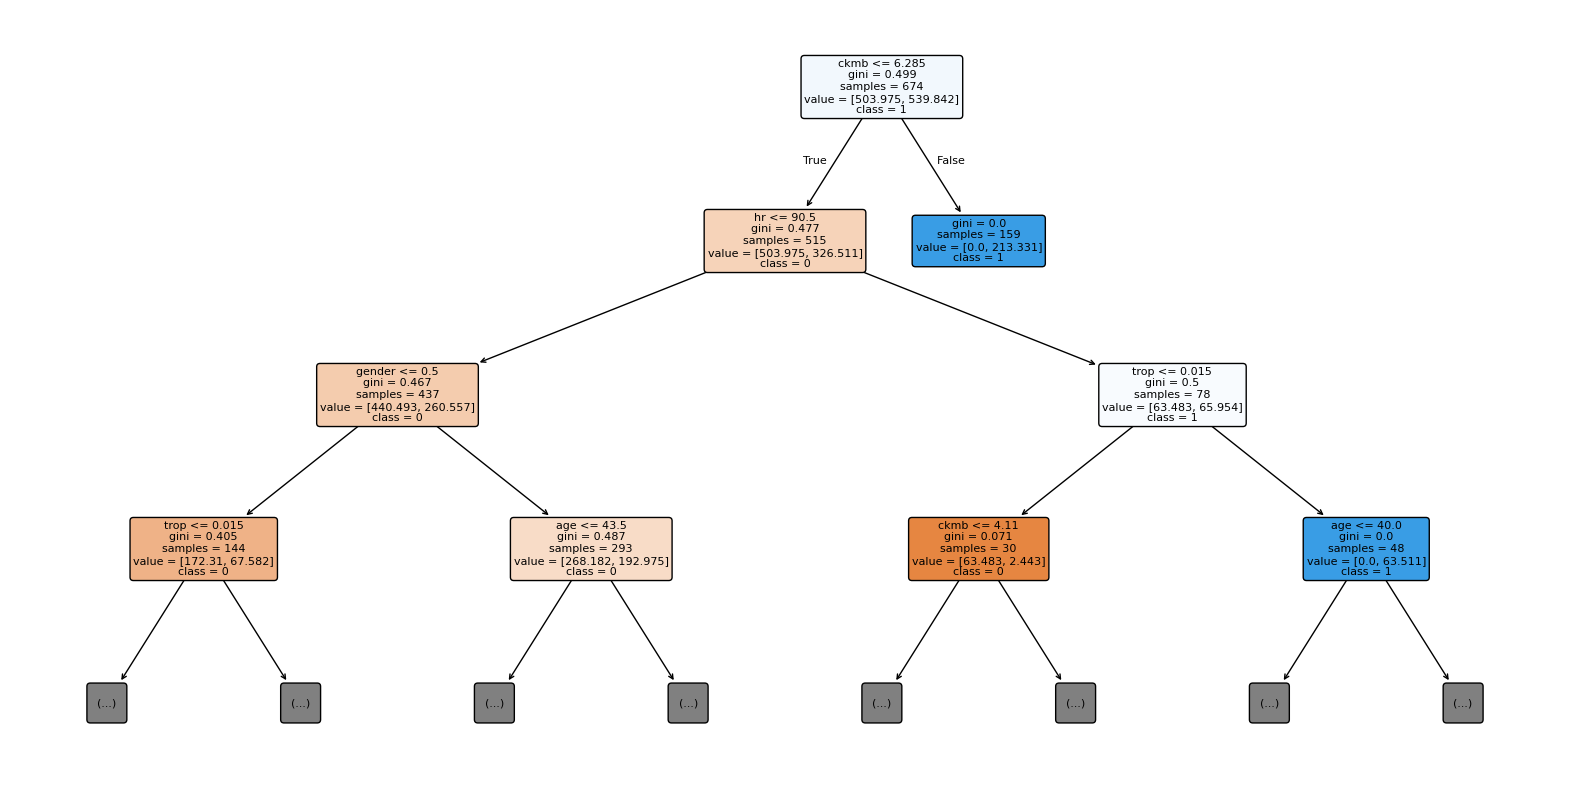 ckmb <= 6.285
gini = 0.499
samples = 674
value = [503.975, 539.842]
class = 1
True
False
hr <= 90.5
gini = 0.477
samples = 515
value = [503.975, 326.511]
class = 0
gini = 0.0
samples = 159
value = [0.0, 213.331]
class = 1
gender <= 0.5
gini = 0.467
samples = 437
value = [440.493, 260.557]
class = 0
trop <= 0.015
gini = 0.5
samples = 78
value = [63.483, 65.954]
class = 1
trop <= 0.015
gini = 0.405
samples = 144
value = [172.31, 67.582]
class = 0
age <= 43.5
gini = 0.487
samples = 293
value = [268.182, 192.975]
class = 0
ckmb <= 4.11
gini = 0.071
samples = 30
value = [63.483, 2.443]
class = 0
age <= 40.0
gini = 0.0
samples = 48
value = [0.0, 63.511]
class = 1
(...)
(...)
(...)
(...)
(...)
(...)
(...)
(...)